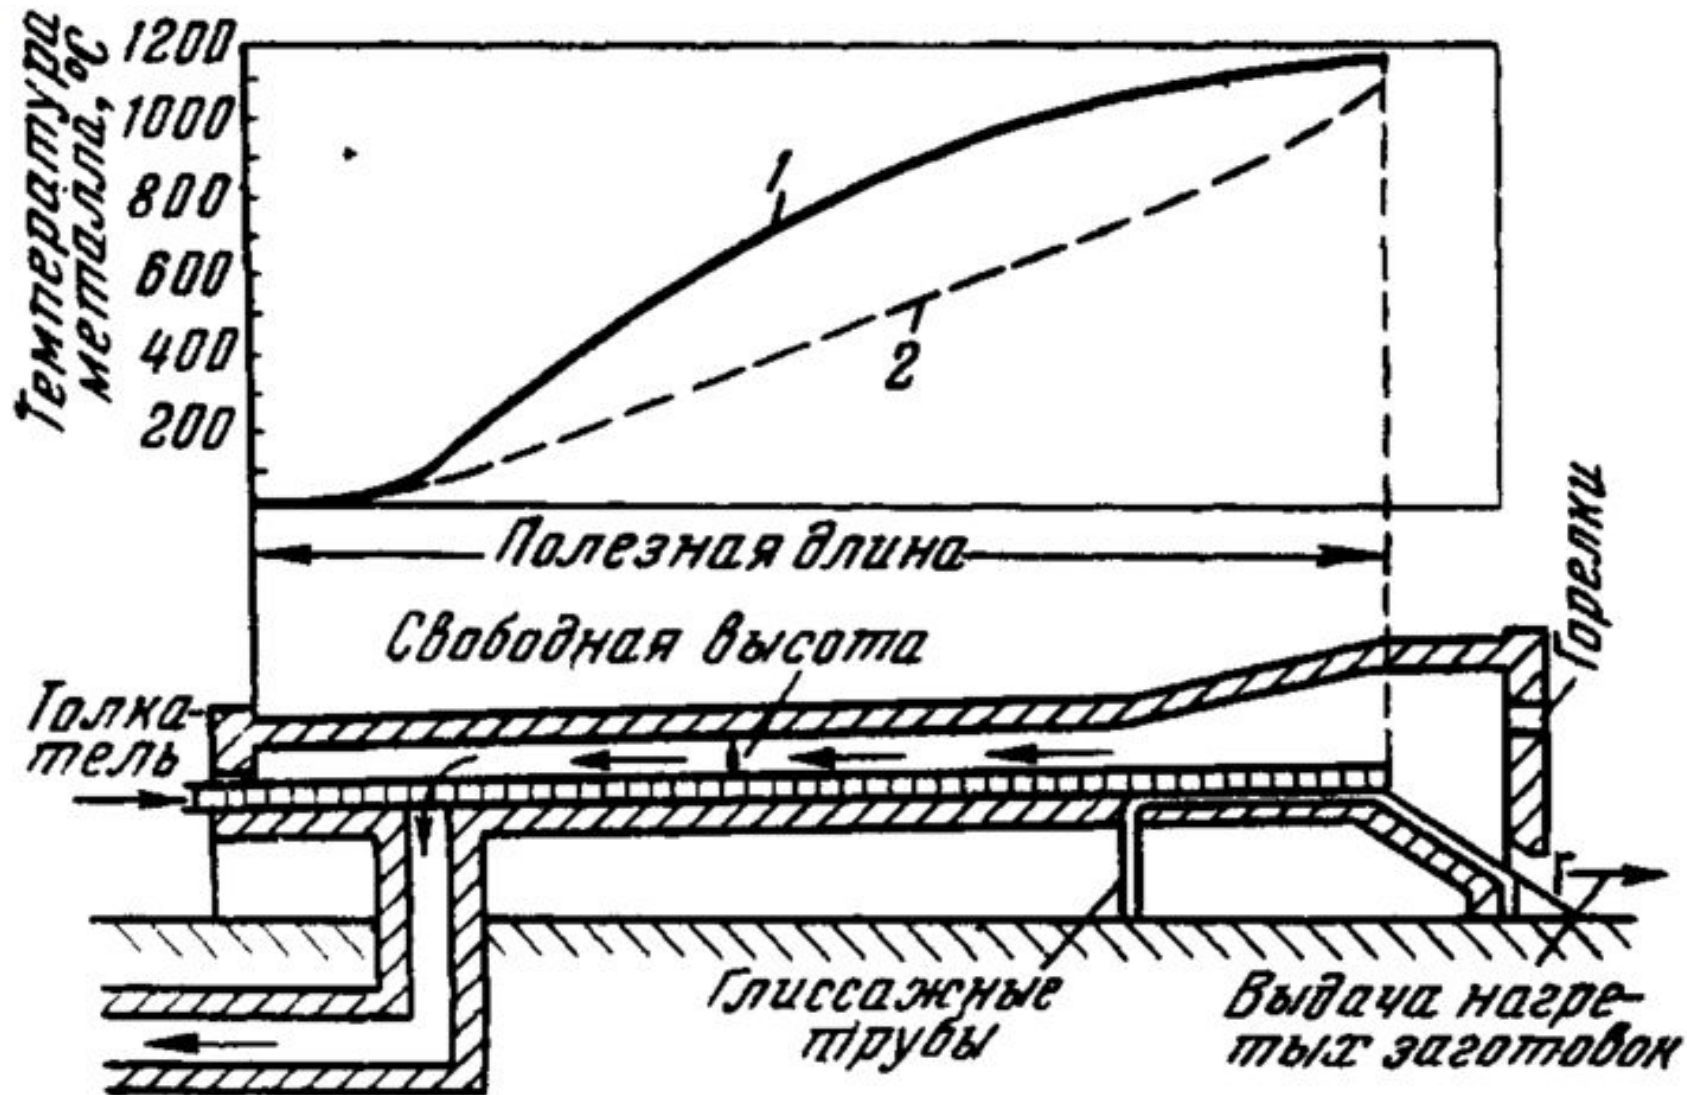 Температура
металла, °С
1200
1000
800
600
400
200
1
2
Полезная длина
Свободная высота
Горелки
Толка-
тель
Глиссажные
трубы
Выдача нагре-
тых заготовок